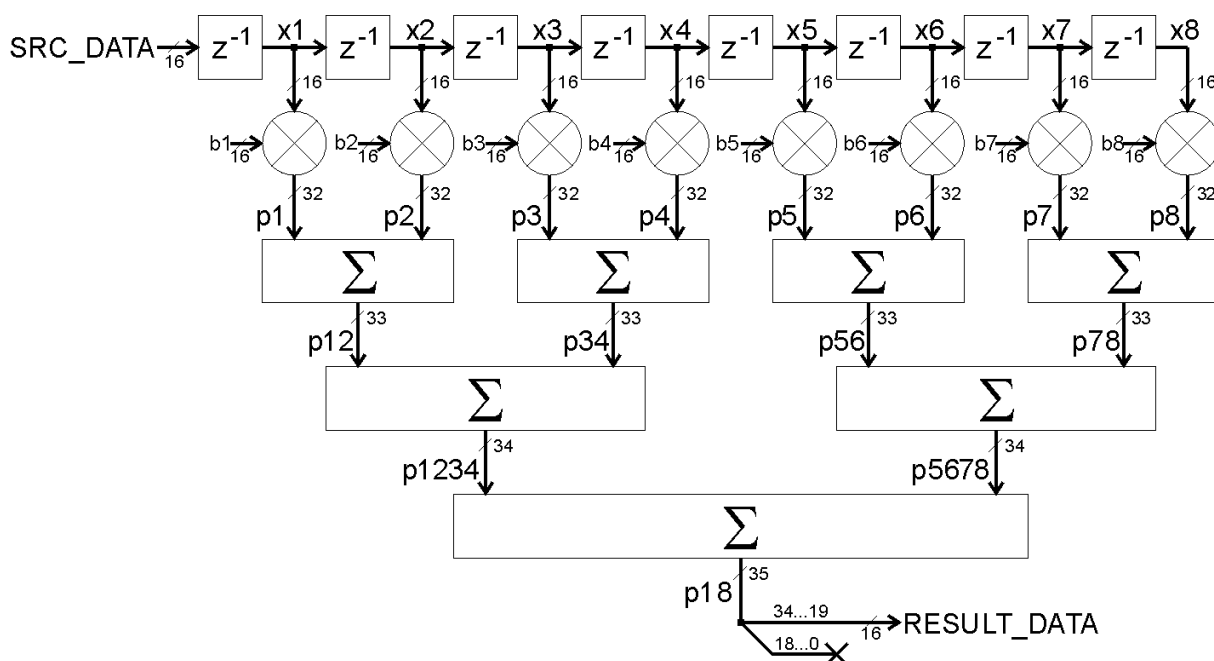 x1 x2 x3 x4 x5 x6 x7 x8
SRC_DATA 16 z⁻¹ z⁻¹ z⁻¹ z⁻¹ z⁻¹ z⁻¹ z⁻¹ z⁻¹
16 16 16 16 16 16 16 16
b1 16 b2 16 b3 16 b4 16 b5 16 b6 16 b7 16 b8 16
32 32 32 32 32 32 32 32
p1 p2 p3 p4 p5 p6 p7 p8
Σ Σ Σ Σ
33 33 33 33
p12 p34 p56 p78
Σ Σ
34 34
p1234 p5678
Σ
35
p18
34...19 16 RESULT_DATA
18...0